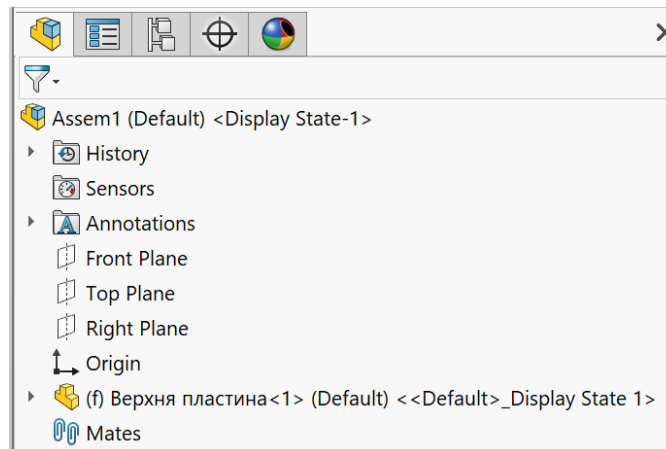 Assem1 (Default) <Display State-1>
History
Sensors
Annotations
Front Plane
Top Plane
Right Plane
Origin
(f) Верхня пластина<1> (Default) <<Default>_Display State 1>
Mates